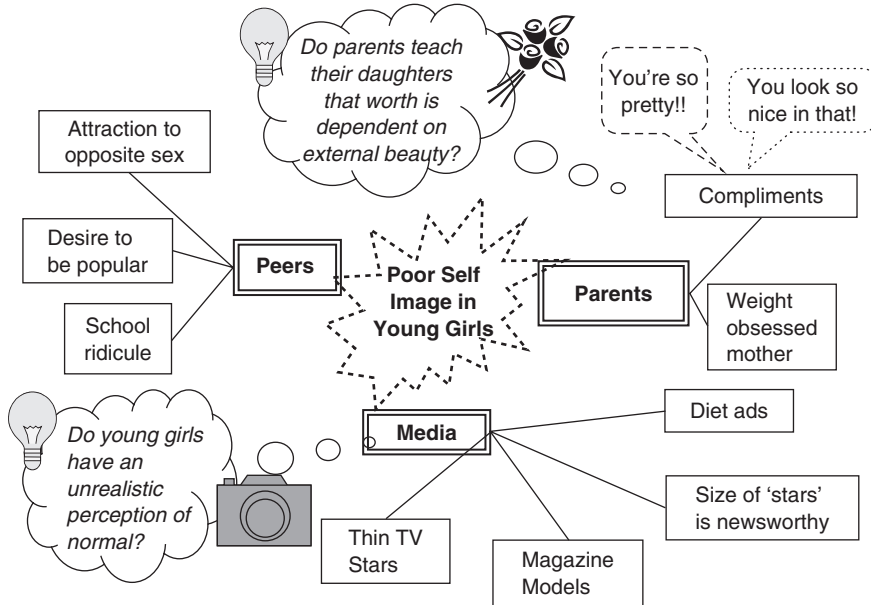 Do parents teach
their daughters
that worth is
dependent on
external beauty?
You're so
pretty!!
You look so
nice in that!
Attraction to
opposite sex
Compliments
Desire to
be popular
Peers
Poor Self
Image in
Young Girls
Parents
School
ridicule
Weight
obsessed
mother
Diet ads
Media
Do young girls
have an
unrealistic
perception of
normal?
Size of ‘stars’
is newsworthy
Thin TV
Stars
Magazine
Models